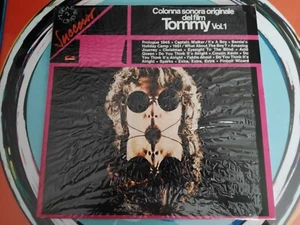 Successo
Colonna sonora originale
del film
Tommy Vol.1
Prologue 1945 • Captain Walker / It's A Boy • Bernie's
Holiday Camp • 1951 / What About The Boy? • Amazing
Journey • Christmas • Eyesight To The Blind • Acid
Queen • Do You Think It's Alright • Cousin Kevin • Do
You Think It's Alright • Fiddle About • Do You Think It's
Alright • Sparks • Extra, Extra, Extra • Pinball Wizard